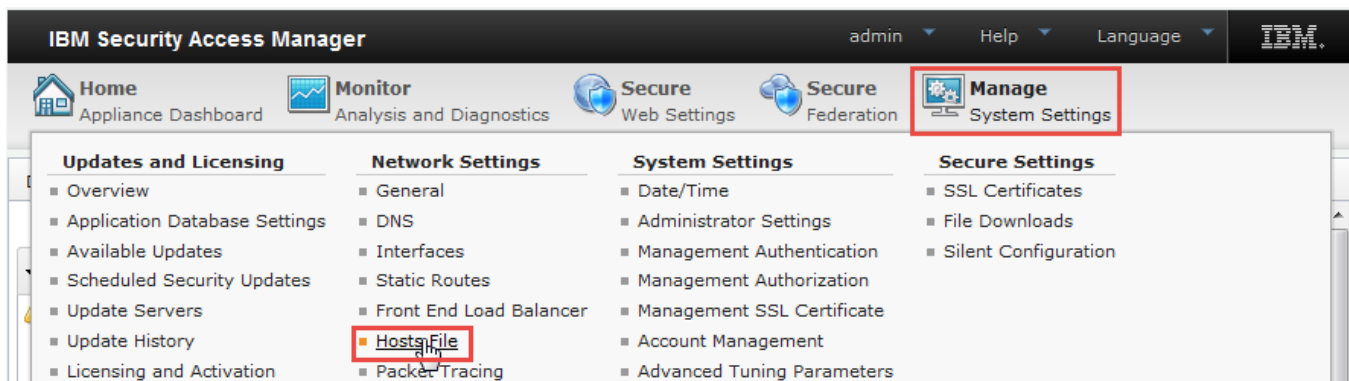 IBM Security Access Manager admin Help Language IBM.
Home Monitor Secure Secure Manage
Appliance Dashboard Analysis and Diagnostics Web Settings Federation System Settings
Updates and Licensing Network Settings System Settings Secure Settings
Overview General Date/Time SSL Certificates
Application Database Settings DNS Administrator Settings File Downloads
Available Updates Interfaces Management Authentication Silent Configuration
Scheduled Security Updates Static Routes Management Authorization
Update Servers Front End Load Balancer Management SSL Certificate
Update History Hosts File Account Management
Licensing and Activation Packet Tracing Advanced Tuning Parameters